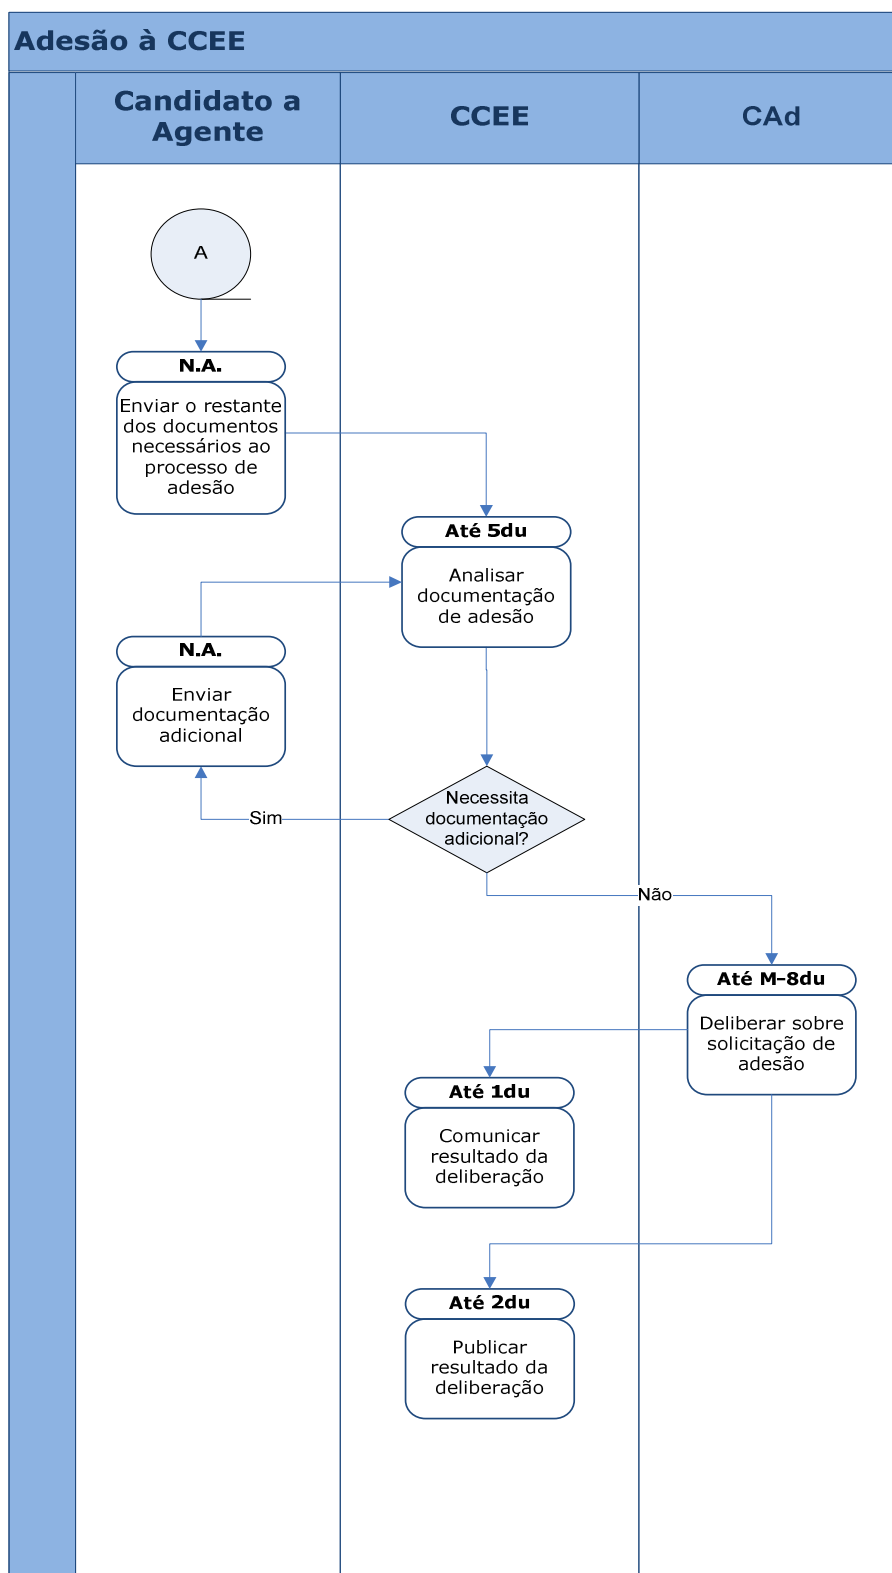 Adesão à CCEE
Candidato a
Agente
CCEE
CAd
A
N.A.
Enviar o restante
dos documentos
necessários ao
processo de
adesão
Até 5du
Analisar
documentação
de adesão
N.A.
Enviar
documentação
adicional
Necessita
documentação
adicional?
Sim
Não
Até M-8du
Deliberar sobre
solicitação de
adesão
Até 1du
Comunicar
resultado da
deliberação
Até 2du
Publicar
resultado da
deliberação